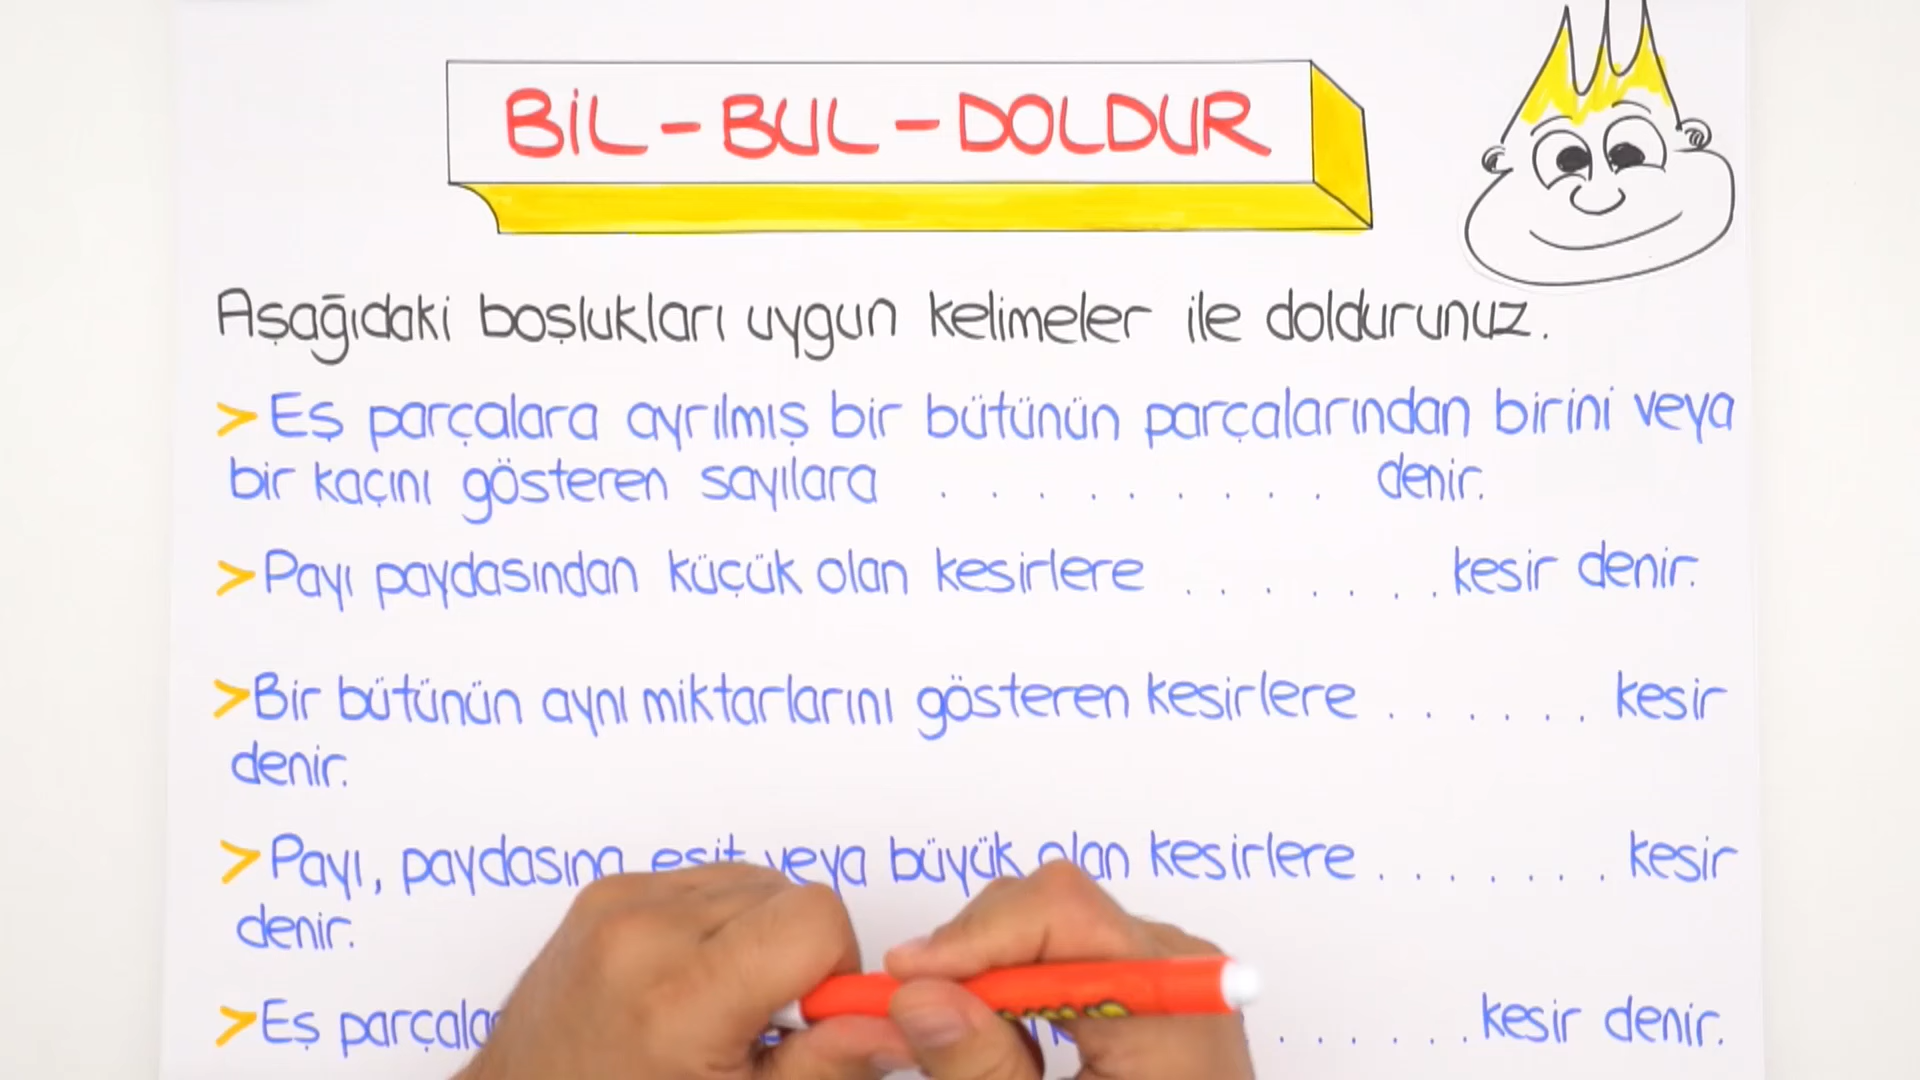 BİL - BUL - DOLDUR
Aşağıdaki boşlukları uygun kelimeler ile doldurunuz.
> Eş parçalara ayrılmış bir bütünün parçalarından birini veya
bir kaçını gösteren sayılara . . . . . . . . . denir.
> Payı paydasından küçük olan kesirlere . . . . . . . kesir denir.
> Bir bütünün aynı miktarlarını gösteren kesirlere . . . . . . kesir
denir.
> Payı, paydasına eşit veya büyük olan kesirlere . . . . . . . kesir
denir.
> Eş . . . . . . kesir denir.